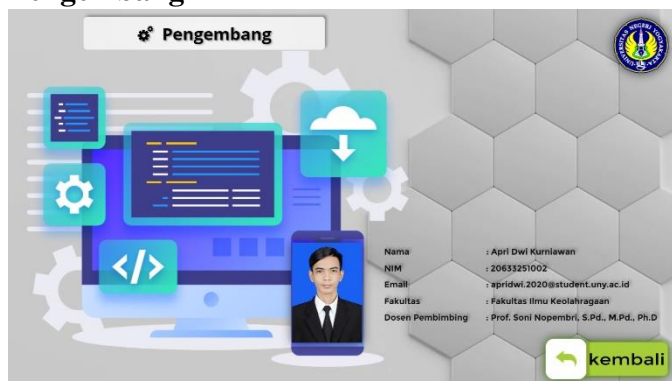 Pengembang
</>
Nama : Apri Dwi Kurniawan
NIM : 20633251002
Email : apridwi.2020@student.uny.ac.id
Fakultas : Fakultas Ilmu Keolahragaan
Dosen Pembimbing : Prof. Soni Nopembri, S.Pd., M.Pd., Ph.D
kembali